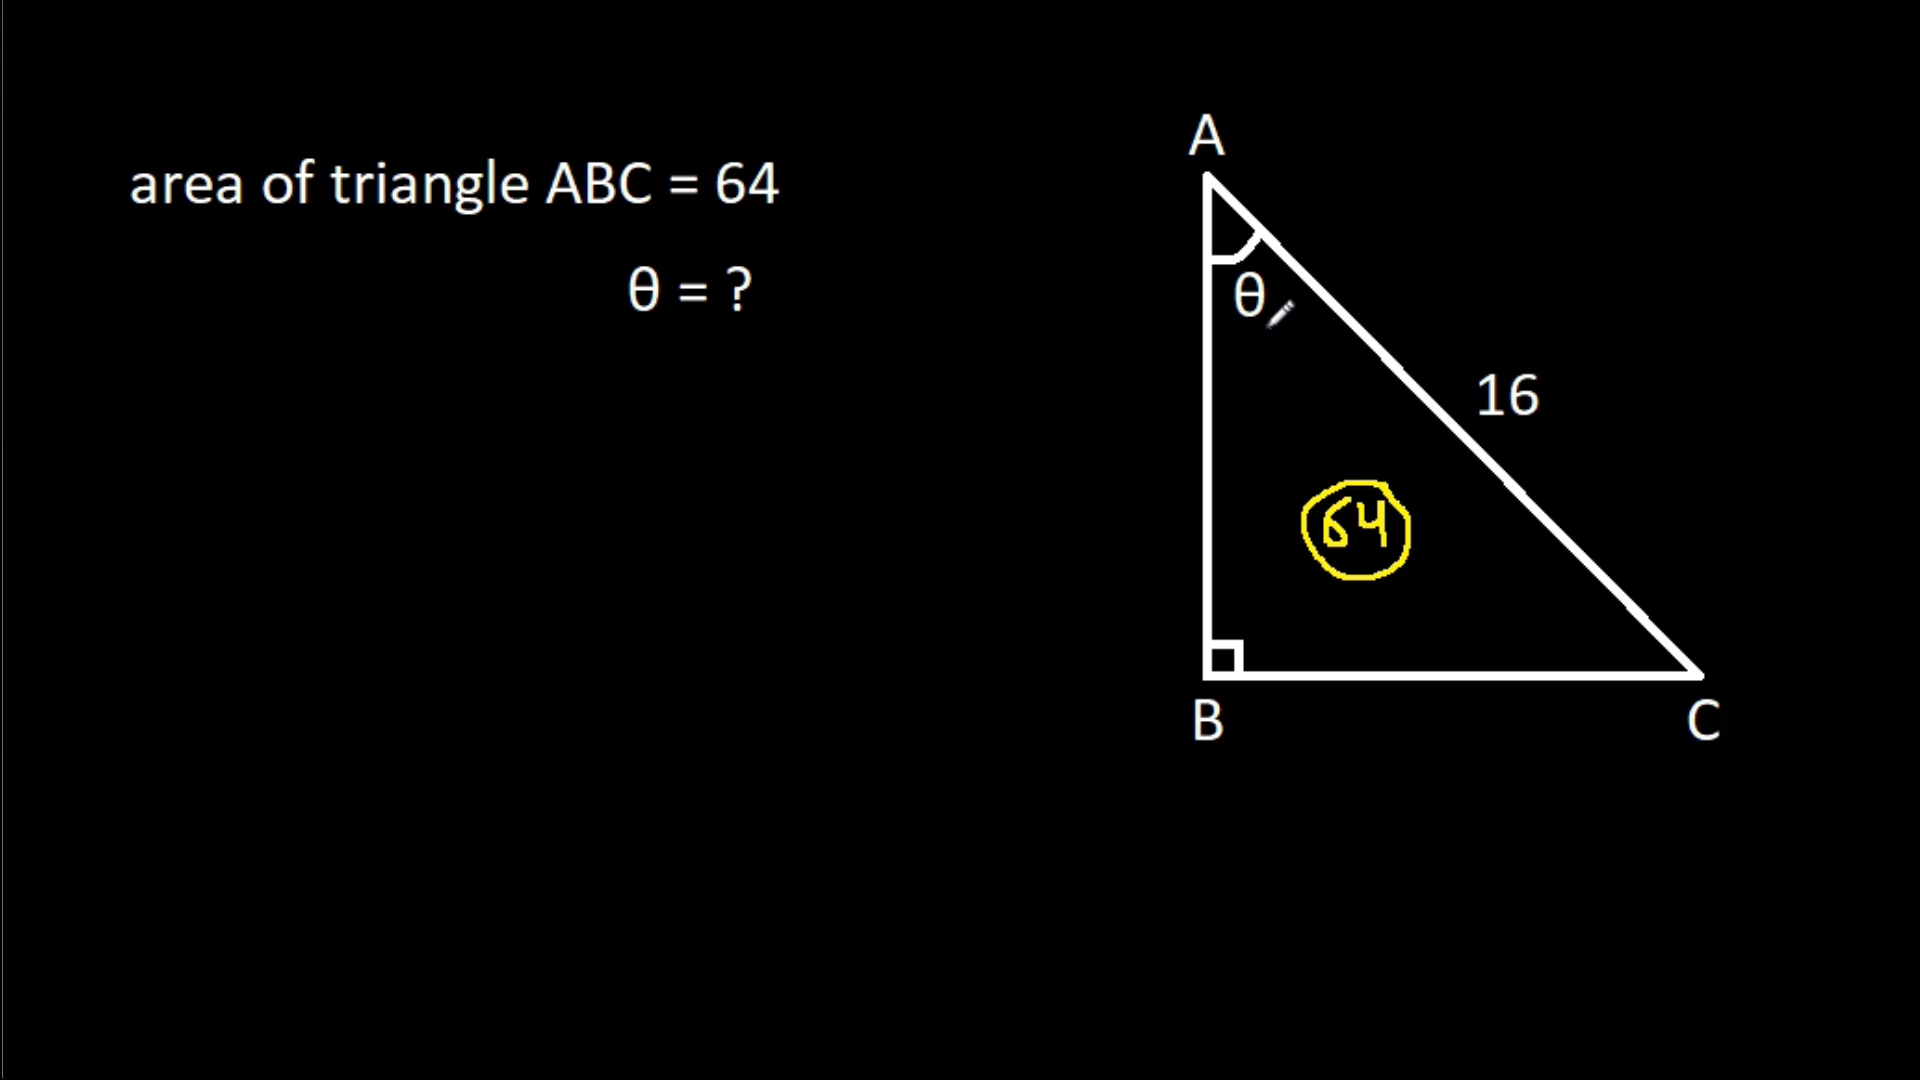 area of triangle ABC = 64
θ = ?
A
θ
16
64
B
C